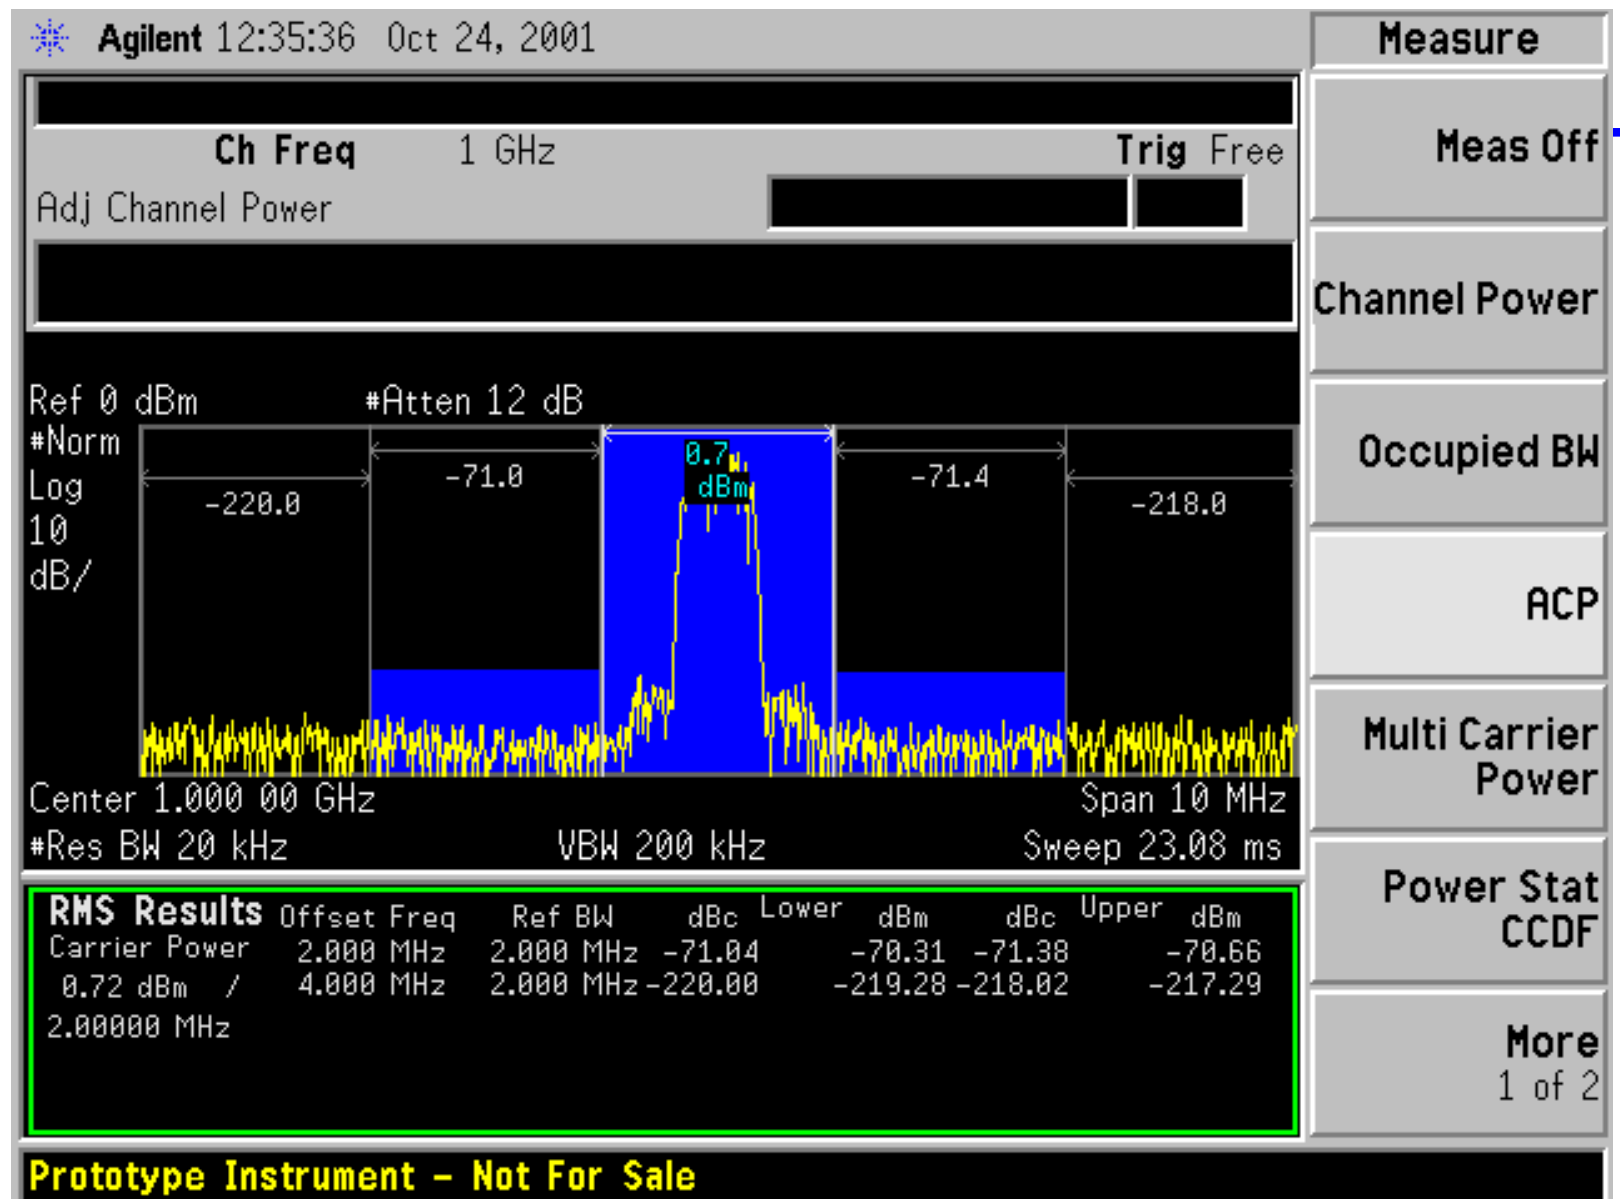 Agilent 12:35:36 Oct 24, 2001
Measure
Ch Freq 1 GHz Trig Free
Adj Channel Power
Meas Off
Channel Power
Occupied BW
ACP
Multi Carrier
Power
Power Stat
CCDF
More
1 of 2
Ref 0 dBm #Atten 12 dB
#Norm
Log
10
dB/
-220.0
-71.0
0.7
dBm
-71.4
-218.0
Center 1.000 00 GHz Span 10 MHz
#Res BW 20 kHz VBW 200 kHz Sweep 23.08 ms
RMS Results Offset Freq Ref BW dBc Lower dBm dBc Upper dBm
Carrier Power 2.000 MHz 2.000 MHz -71.04 -70.31 -71.38 -70.66
0.72 dBm / 4.000 MHz 2.000 MHz -220.00 -219.28 -218.02 -217.29
2.00000 MHz
Prototype Instrument - Not For Sale